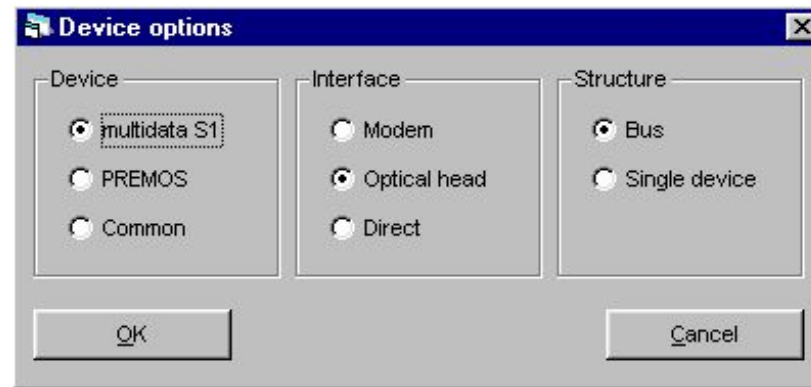 Device options
Device
multidata S1
PREMOS
Common
Interface
Modem
Optical head
Direct
Structure
Bus
Single device
OK
Cancel